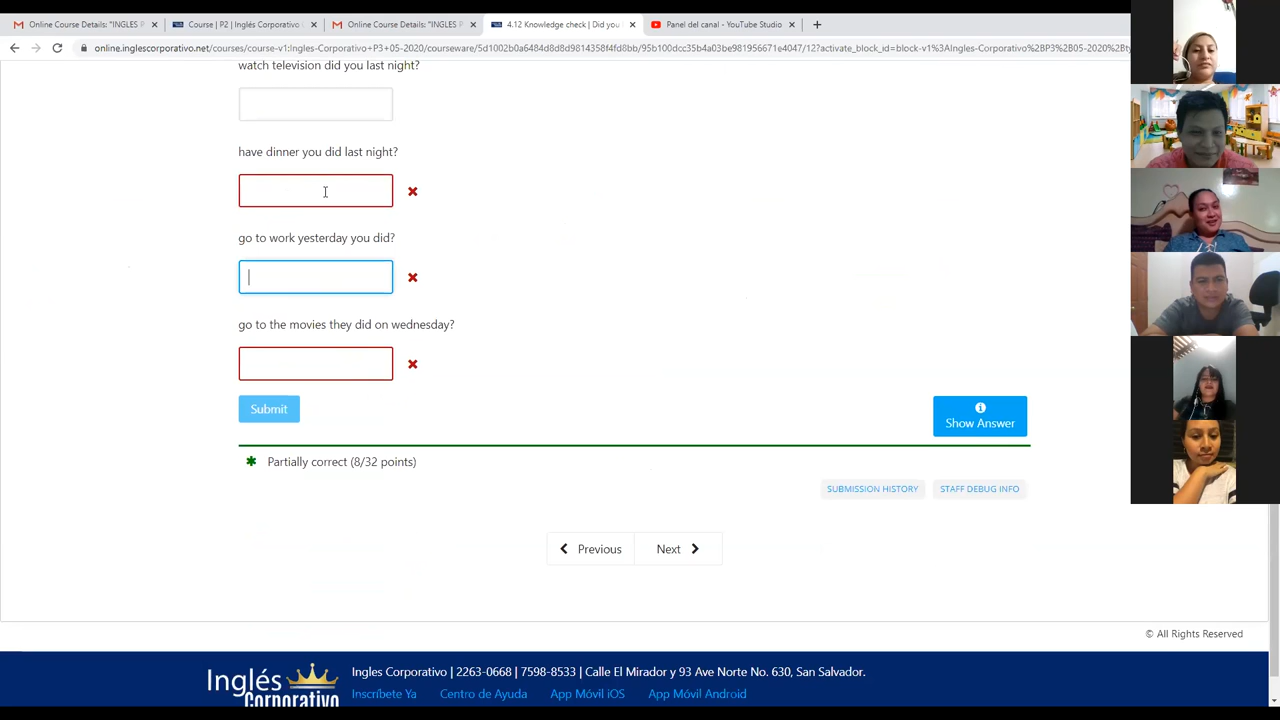 Online Course Details: "INGLES P
Course | P2 | Inglés Corporativo
Online Course Details: "INGLES P
4.12 Knowledge check | Did you
Panel del canal - YouTube Studio
online.inglescorporativo.net/courses/course-v1:Ingles-Corporativo+P3+05-2020/courseware/5d1002b0a6484d8d8d9814358f4fd8bb/95b100dcc35b4a03be981956671e4047/12?activate_block_id=block-v1%3AIngles-Corporativo%2BP3%2B05-2020%2Bty
watch television did you last night?
have dinner you did last night?
go to work yesterday you did?
go to the movies they did on wednesday?
Submit
Show Answer
Partially correct (8/32 points)
SUBMISSION HISTORY
STAFF DEBUG INFO
Previous
Next
© All Rights Reserved
Inglés Corporativo
Ingles Corporativo | 2263-0668 | 7598-8533 | Calle El Mirador y 93 Ave Norte No. 630, San Salvador.
Inscríbete Ya
Centro de Ayuda
App Móvil iOS
App Móvil Android